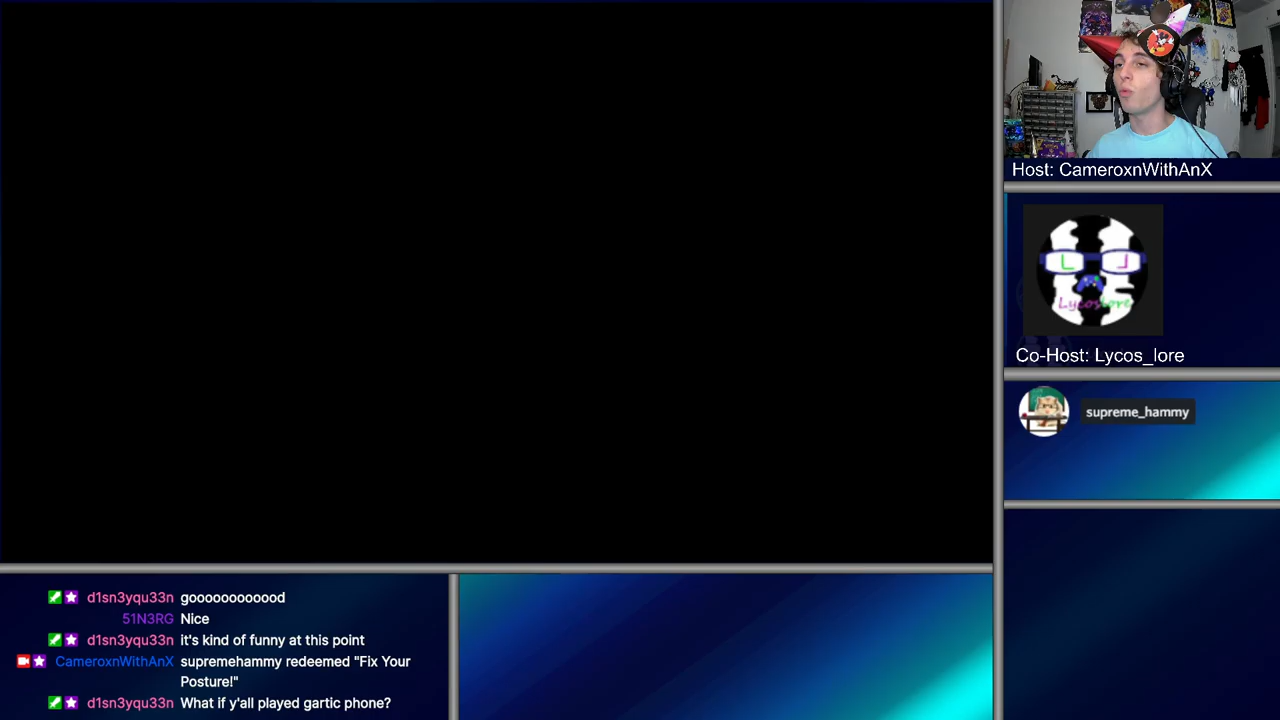 Host: CameroxnWithAnX
L J
Lycoslore
Co-Host: Lycos_lore
supreme_hammy
d1sn3yqu33n goooooooooood
51N3RG Nice
d1sn3yqu33n it's kind of funny at this point
CameroxnWithAnX supremehammy redeemed "Fix Your
Posture!"
d1sn3yqu33n What if y'all played gartic phone?